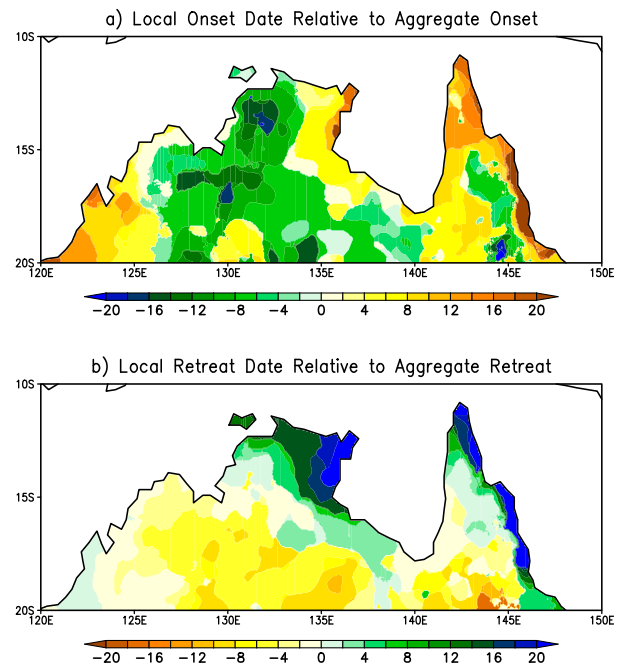 a) Local Onset Date Relative to Aggregate Onset
10S
15S
20S
120E 125E 130E 135E 140E 145E 150E
−20 −16 −12 −8 −4 0 4 8 12 16 20
b) Local Retreat Date Relative to Aggregate Retreat
10S
15S
20S
120E 125E 130E 135E 140E 145E 150E
−20 −16 −12 −8 −4 0 4 8 12 16 20